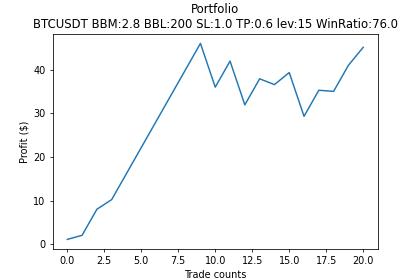 Portfolio
BTCUSDT BBM:2.8 BBL:200 SL:1.0 TP:0.6 lev:15 WinRatio:76.0
40
30
20
10
0
Profit ($)
0.0 2.5 5.0 7.5 10.0 12.5 15.0 17.5 20.0
Trade counts